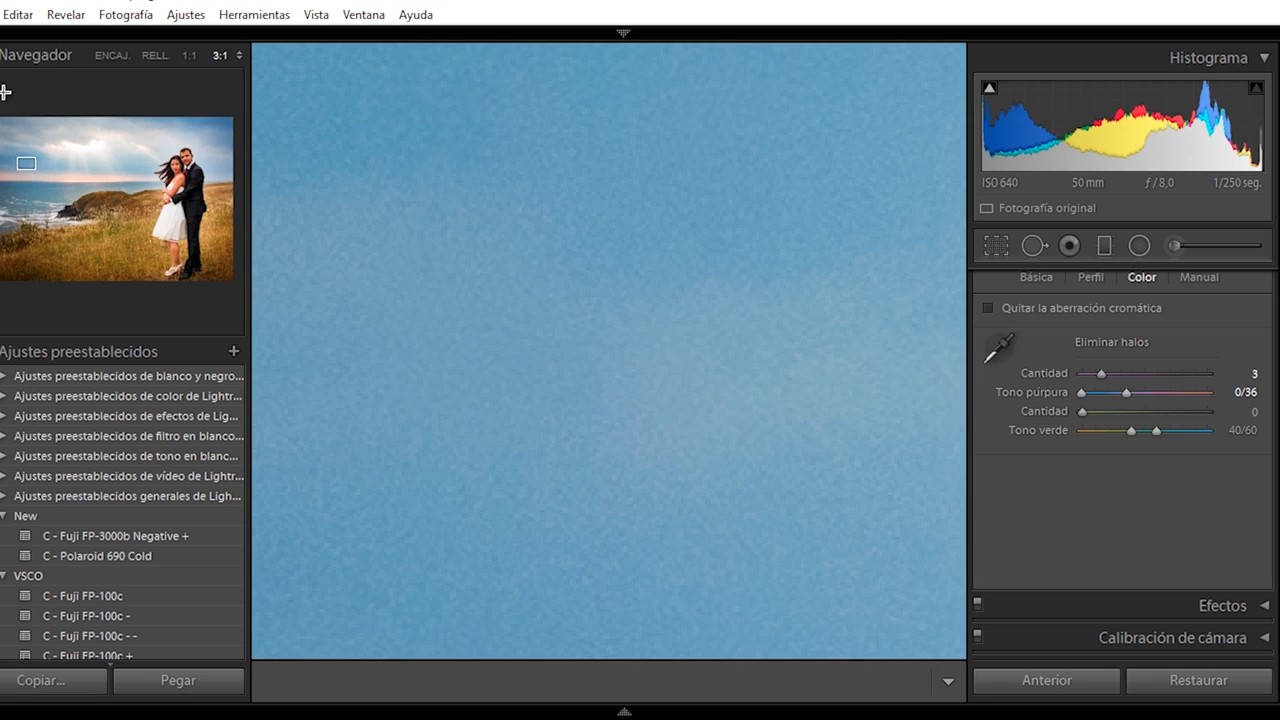 Editar Revelar Fotografía Ajustes Herramientas Vista Ventana Ayuda
Navegador ENCAJ. RELL. 1:1 3:1
Ajustes preestablecidos +
Ajustes preestablecidos de blanco y negro...
Ajustes preestablecidos de color de Lightr...
Ajustes preestablecidos de efectos de Lig...
Ajustes preestablecidos de filtro en blanco...
Ajustes preestablecidos de tono en blanc...
Ajustes preestablecidos de vídeo de Lightr...
Ajustes preestablecidos generales de Ligh...
New
C - Fuji FP-3000b Negative +
C - Polaroid 690 Cold
VSCO
C - Fuji FP-100c
C - Fuji FP-100c -
C - Fuji FP-100c - -
C - Fuji FP-100c +
Copiar... Pegar
Histograma
ISO 640 50 mm ƒ / 8,0 1/250 seg.
Fotografía original
Básica Perfil Color Manual
Quitar la aberración cromática
Eliminar halos
Cantidad 3
Tono púrpura 0/36
Cantidad 0
Tono verde 40/60
Efectos
Calibración de cámara
Anterior Restaurar